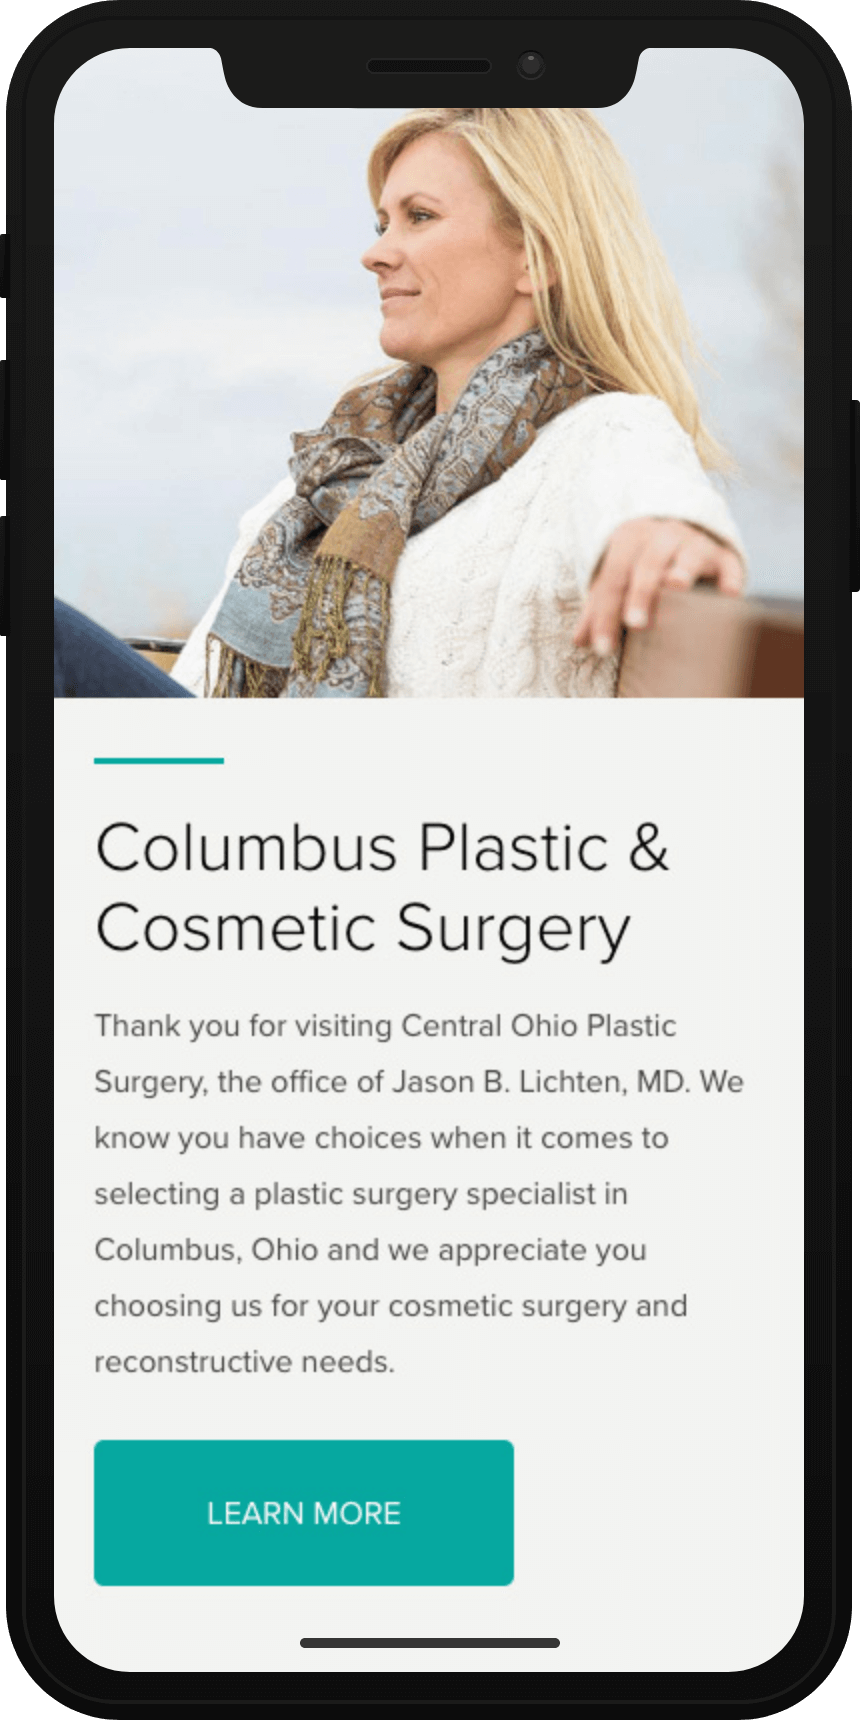 Columbus Plastic &
Cosmetic Surgery
Thank you for visiting Central Ohio Plastic
Surgery, the office of Jason B. Lichten, MD. We
know you have choices when it comes to
selecting a plastic surgery specialist in
Columbus, Ohio and we appreciate you
choosing us for your cosmetic surgery and
reconstructive needs.
LEARN MORE